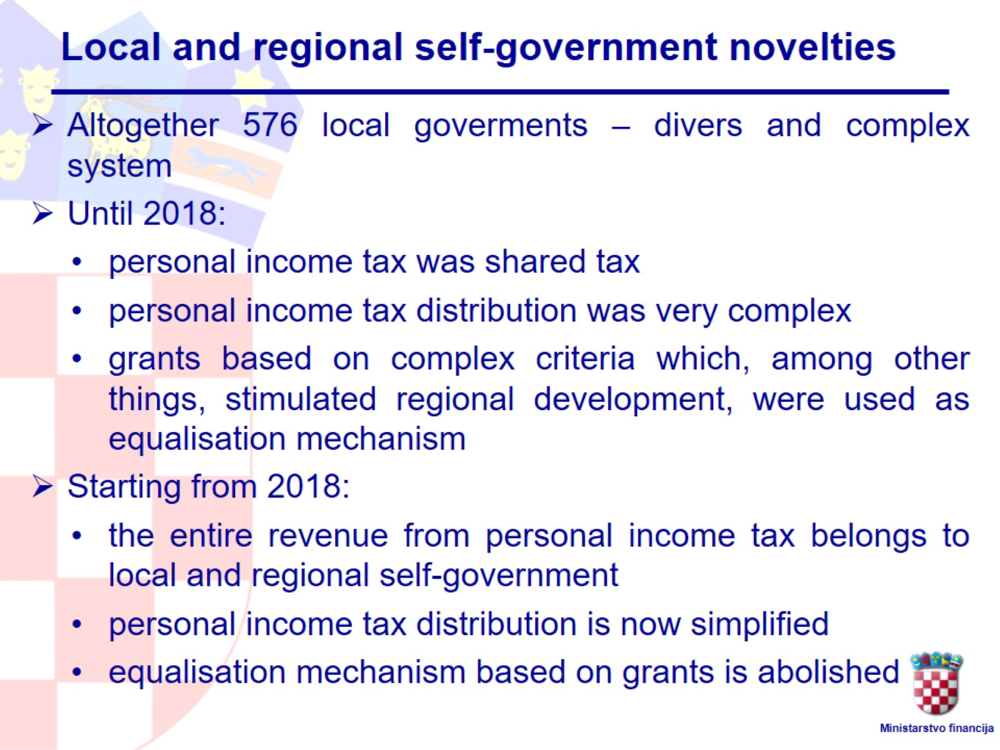 Local and regional self-government novelties
➢ Altogether 576 local goverments – divers and complex
system
➢ Until 2018:
• personal income tax was shared tax
• personal income tax distribution was very complex
• grants based on complex criteria which, among other
things, stimulated regional development, were used as
equalisation mechanism
➢ Starting from 2018:
• the entire revenue from personal income tax belongs to
local and regional self-government
• personal income tax distribution is now simplified
• equalisation mechanism based on grants is abolished
Ministarstvo financija